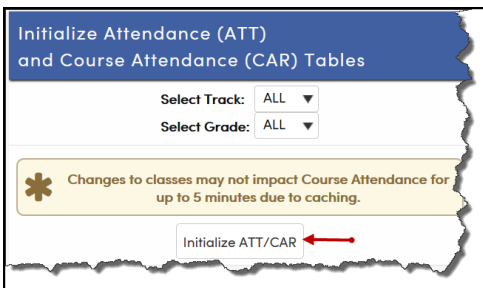 Initialize Attendance (ATT)
and Course Attendance (CAR) Tables
Select Track: ALL
Select Grade: ALL
Changes to classes may not impact Course Attendance for
up to 5 minutes due to caching.
Initialize ATT/CAR